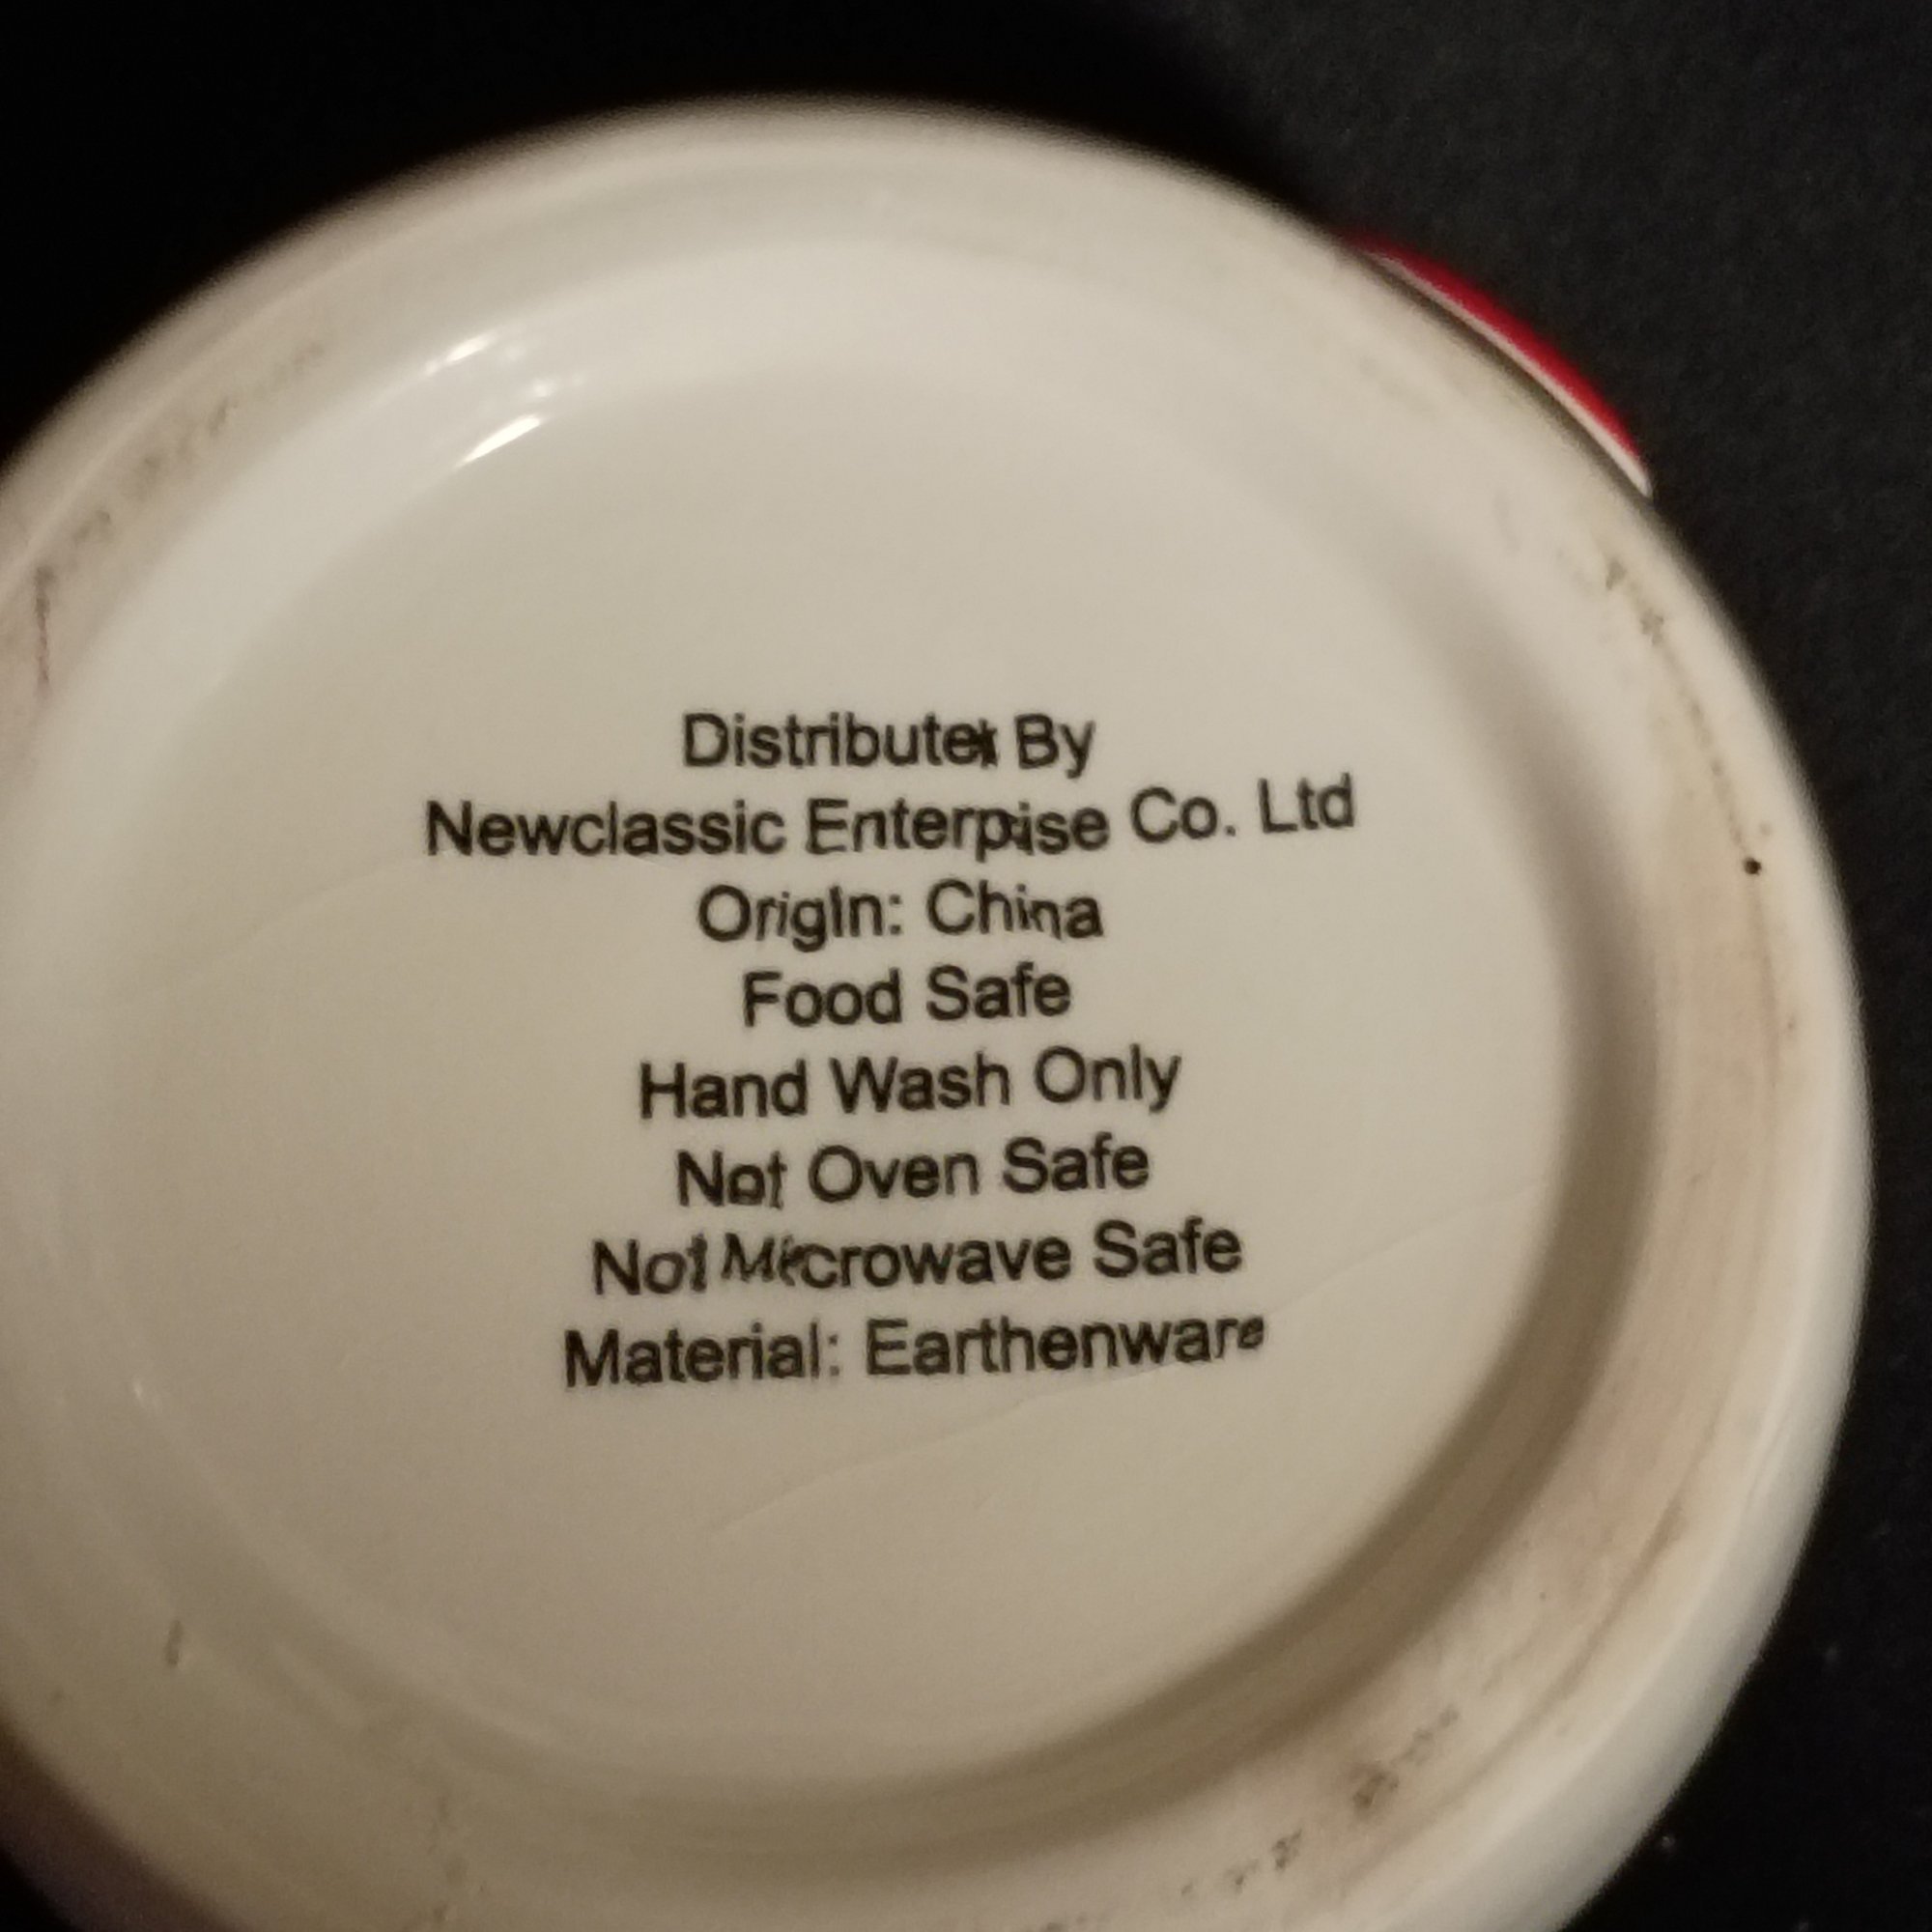 Distributer By
Newclassic Enterpise Co. Ltd
Origin: China
Food Safe
Hand Wash Only
Not Oven Safe
Not Microwave Safe
Material: Earthenware